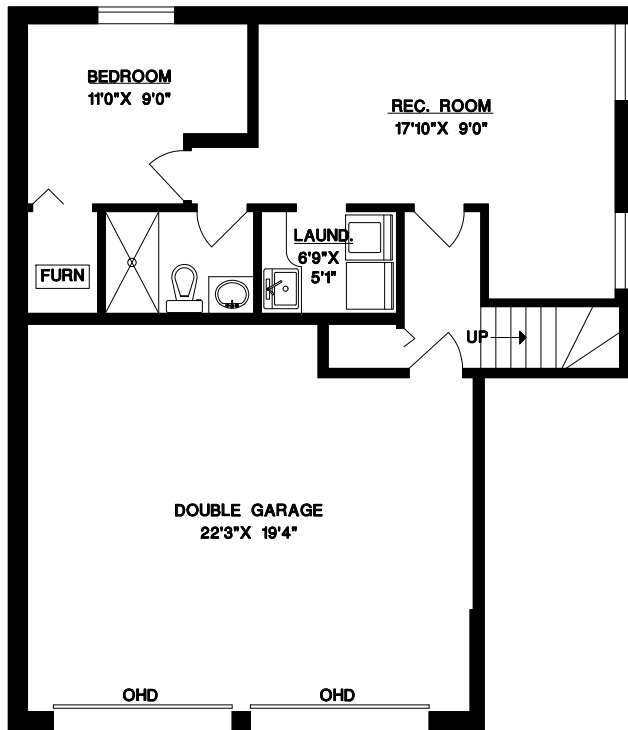 BEDROOM
11'0"X 9'0"
REC. ROOM
17'10"X 9'0"
LAUND.
6'9"X
5'1"
FURN
UP
DOUBLE GARAGE
22'3"X 19'4"
OHD
OHD